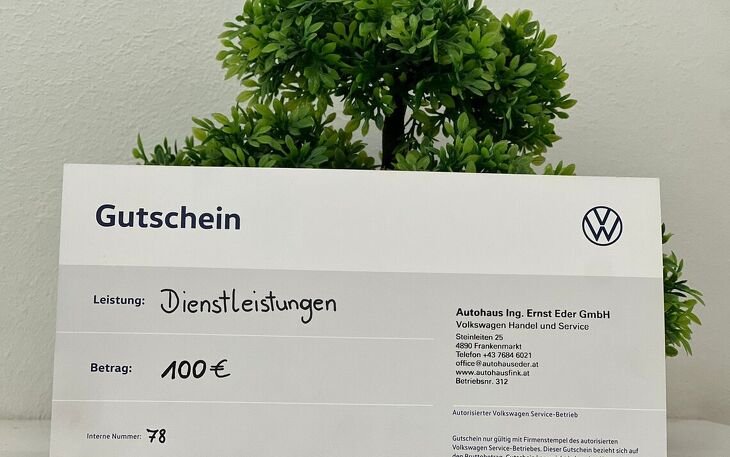 Gutschein
Leistung: Dienstleistungen
Betrag: 100 €
Interne Nummer: 78
Autohaus Ing. Ernst Eder GmbH
Volkswagen Handel und Service
Steinleiten 25
4890 Frankenmarkt
Telefon +43 7684 6021
office@autohauseder.at
www.autohausfink.at
Betriebsnr. 312
Autorisierter Volkswagen Service-Betrieb
Gutschein nur gültig mit Firmenstempel des autorisierten
Volkswagen Service-Betriebes. Dieser Gutschein bezieht sich auf